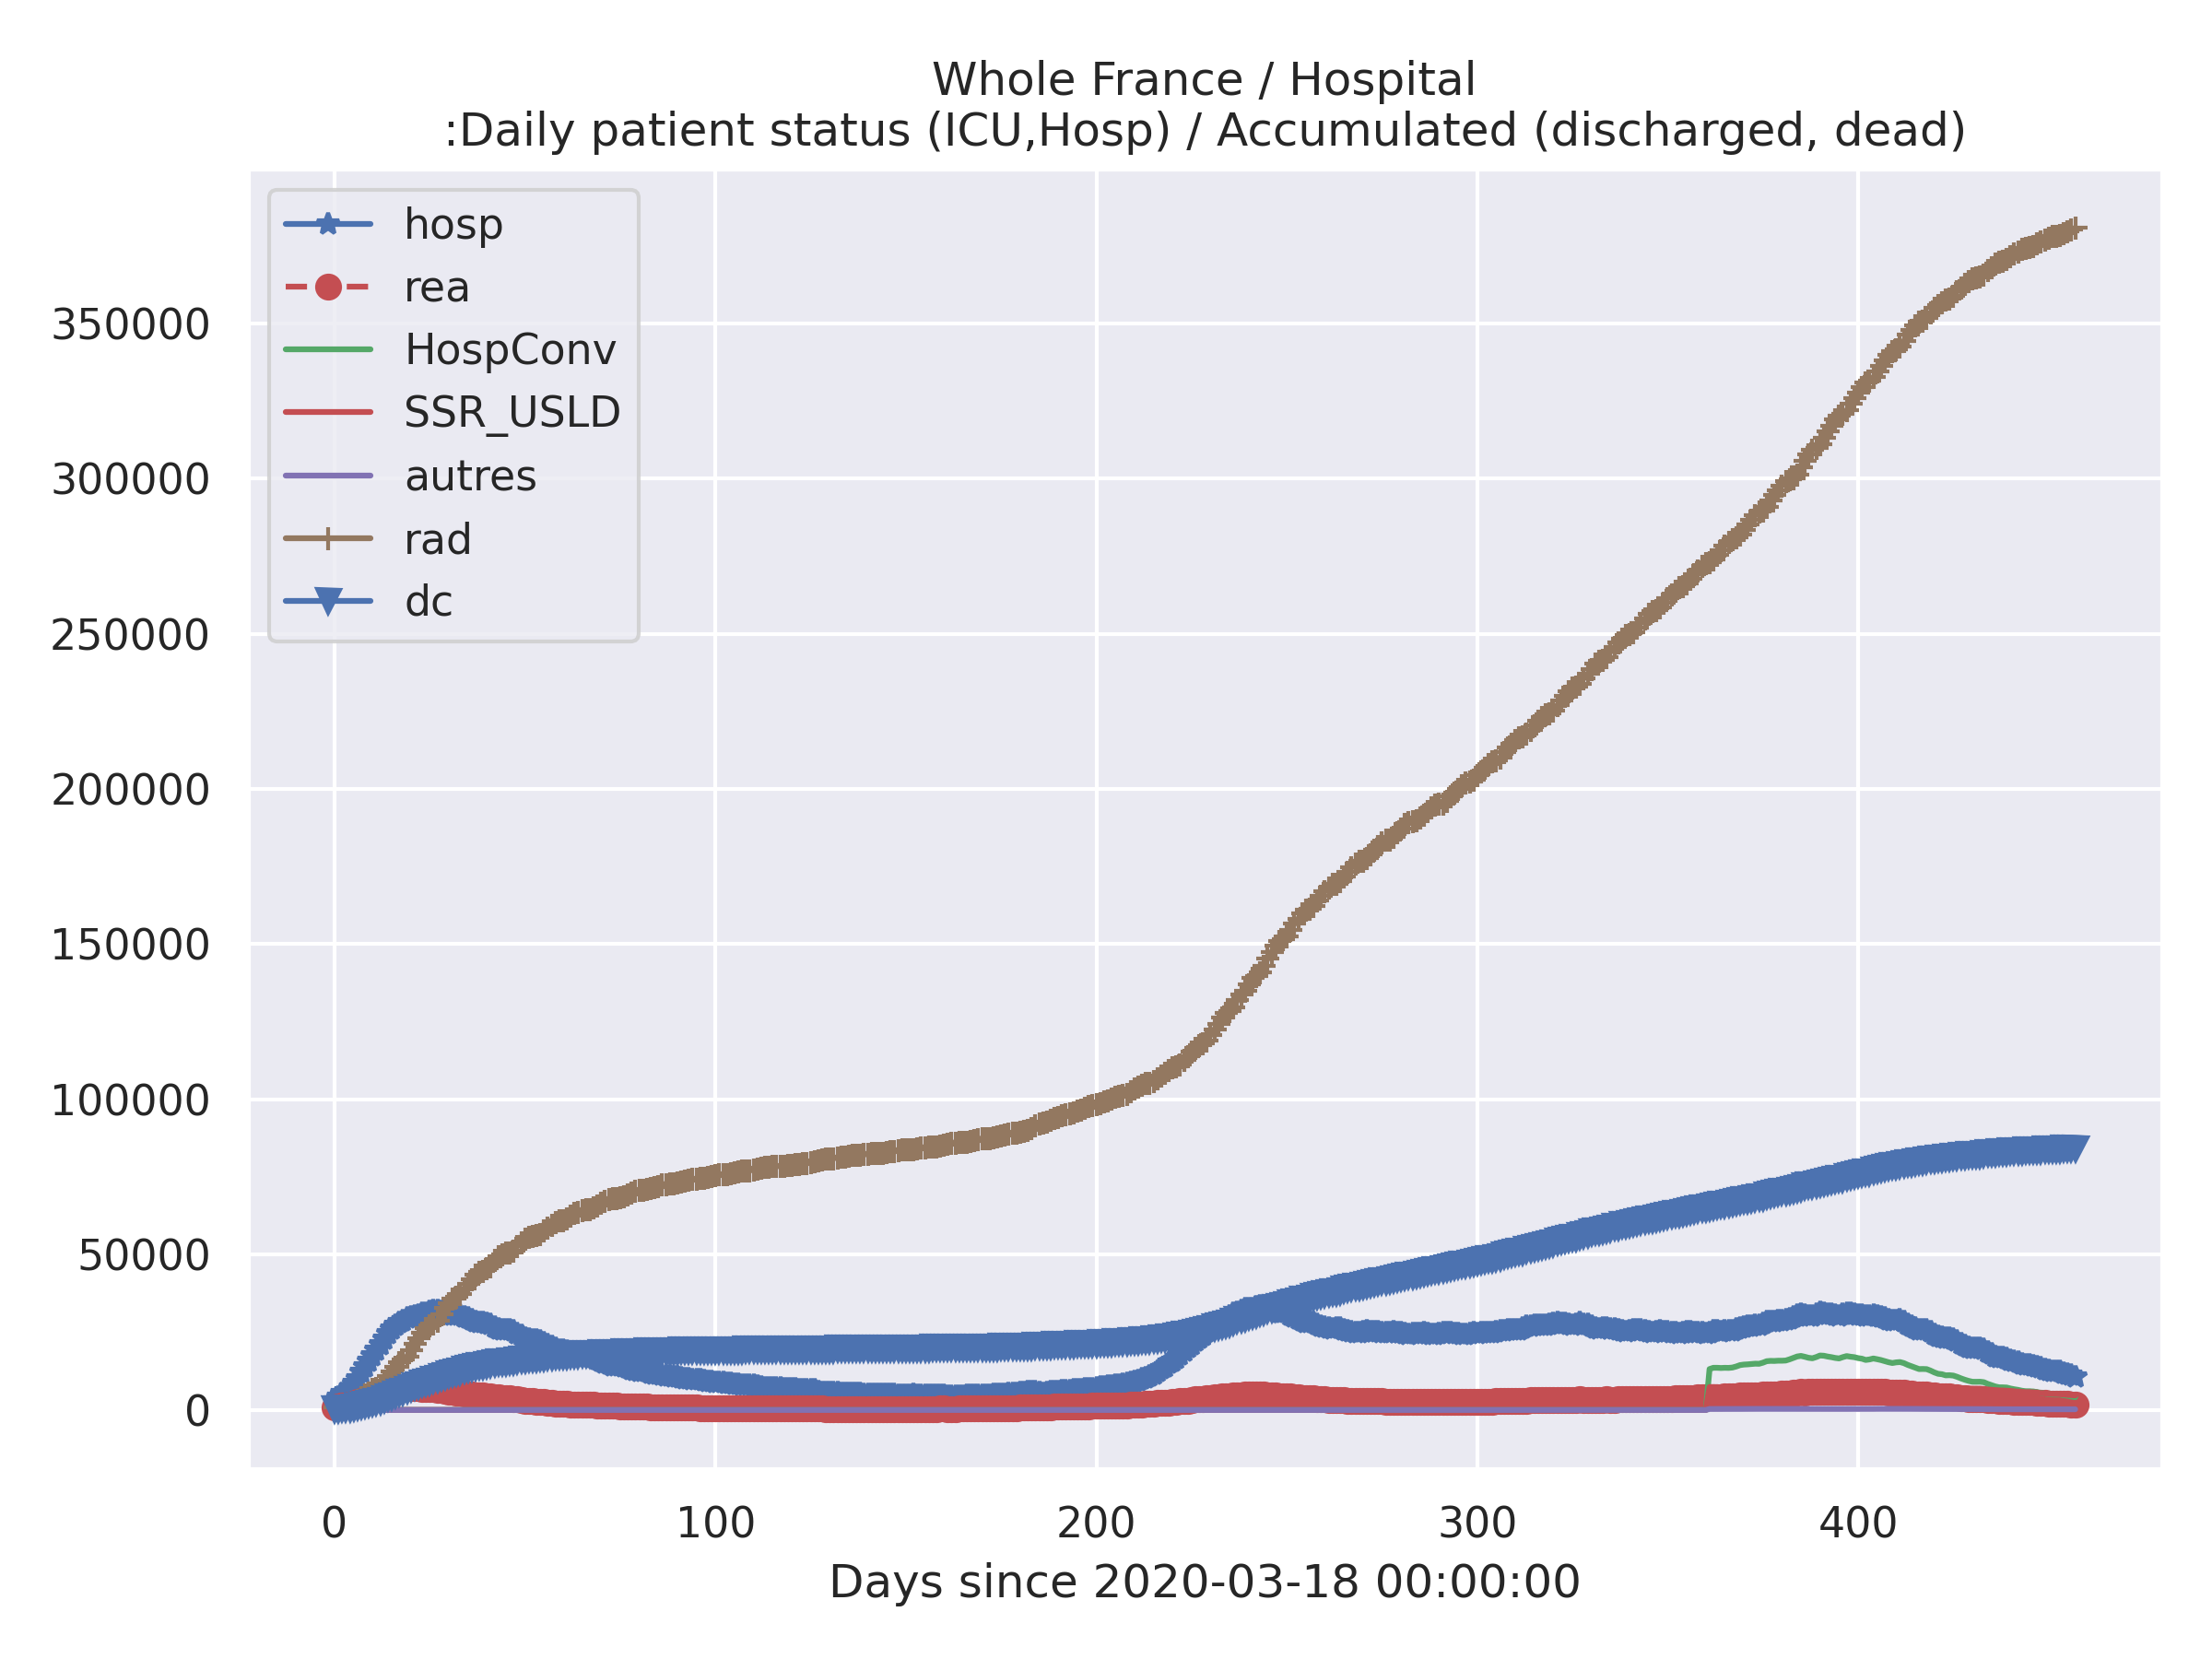 Whole France / Hospital
:Daily patient status (ICU,Hosp) / Accumulated (discharged, dead)
hosp
rea
HospConv
SSR_USLD
autres
rad
dc
350000
300000
250000
200000
150000
100000
50000
0
0 100 200 300 400
Days since 2020-03-18 00:00:00